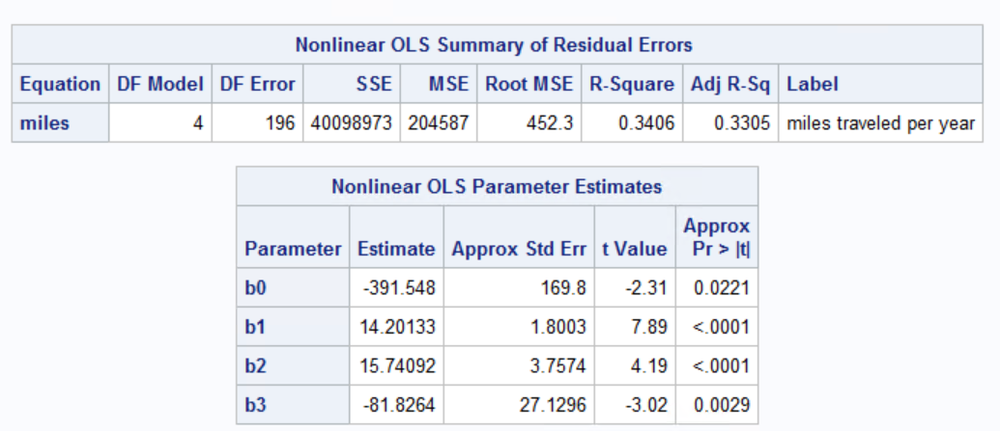 Nonlinear OLS Summary of Residual Errors
Equation DF Model DF Error SSE MSE Root MSE R-Square Adj R-Sq Label
miles 4 196 40098973 204587 452.3 0.3406 0.3305 miles traveled per year
Nonlinear OLS Parameter Estimates
Approx
Parameter Estimate Approx Std Err t Value Pr > |t|
b0 -391.548 169.8 -2.31 0.0221
b1 14.20133 1.8003 7.89 <.0001
b2 15.74092 3.7574 4.19 <.0001
b3 -81.8264 27.1296 -3.02 0.0029